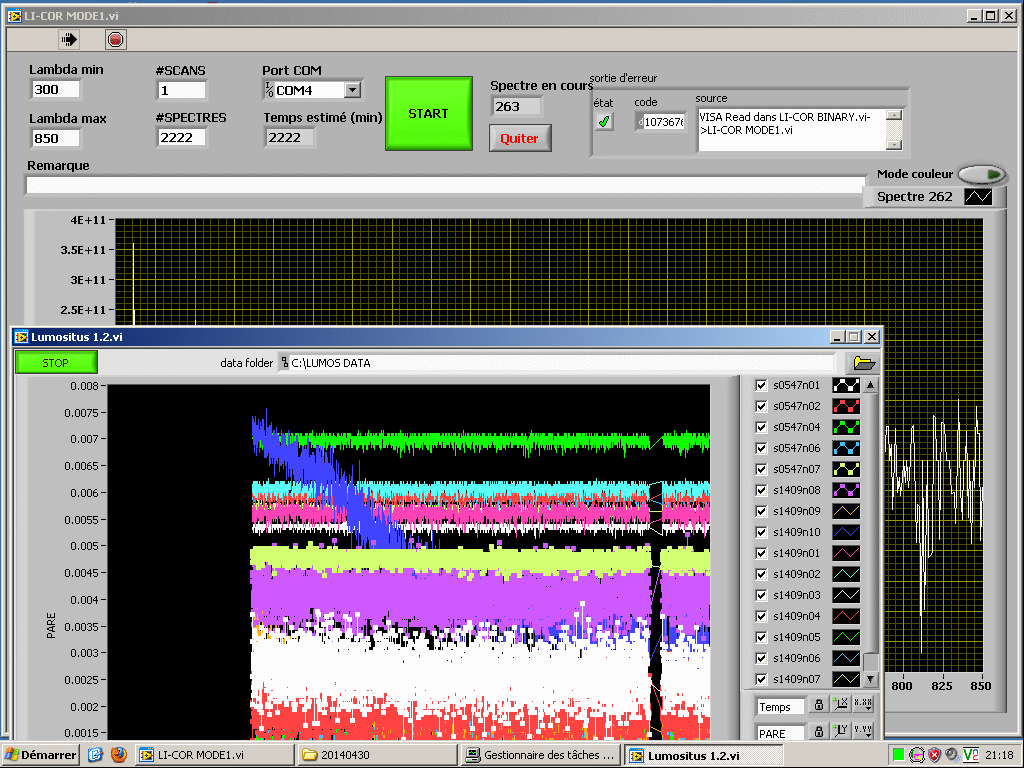 LI-COR MODE1.vi
Lambda min
300
Lambda max
850
#SCANS
1
#SPECTRES
2222
Port COM
COM4
Temps estimé (min)
2222
START
Spectre en cours
263
Quiter
sortie d'erreur
état
code
d 1073676
source
VISA Read dans LI-COR BINARY.vi-
>LI-COR MODE1.vi
Remarque
Mode couleur
Spectre 262
4E+11
3.5E+11
3E+11
2.5E+11
800 825 850
Lumositus 1.2.vi
STOP
data folder
C:\LUMOS DATA
0.008
0.0075
0.007
0.0065
0.006
0.0055
0.005
0.0045
0.004
0.0035
0.003
0.0025
0.002
0.0015
PARE
s0547n01
s0547n02
s0547n04
s0547n06
s0547n07
s1409n08
s1409n09
s1409n10
s1409n01
s1409n02
s1409n03
s1409n04
s1409n05
s1409n06
s1409n07
Temps
X X.XX
PARE
Y Y.YY
Démarrer
LI-COR MODE1.vi
20140430
Gestionnaire des tâches ...
Lumositus 1.2.vi
V2
21:18